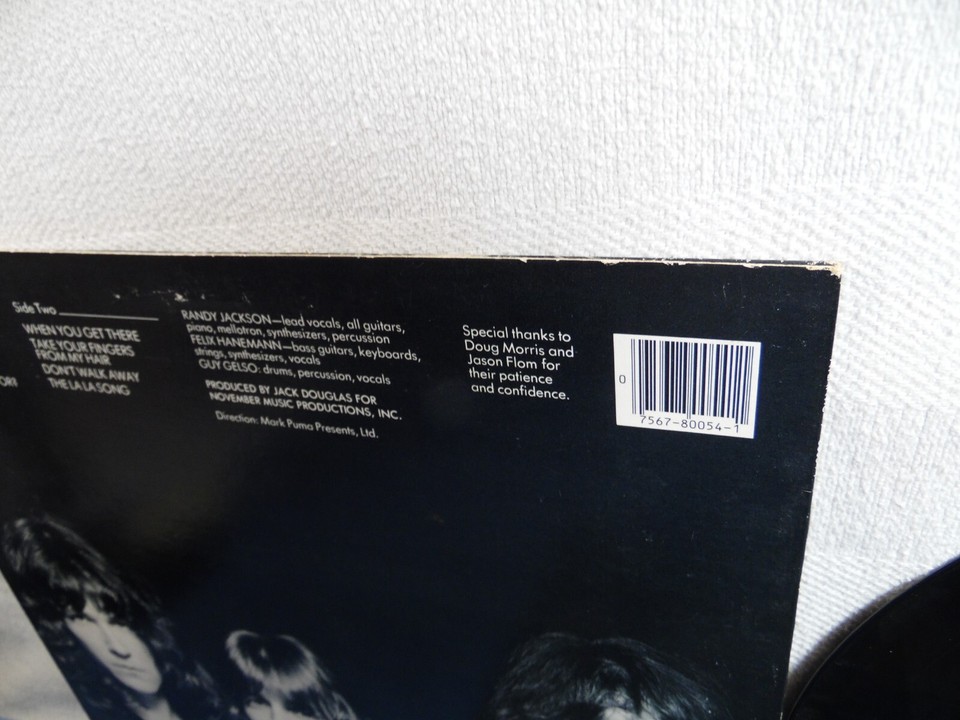 Side Two
WHEN YOU GET THERE
TAKE YOUR FINGERS
FROM MY HAIR
DON'T WALK AWAY
THE LA LA SONG
RANDY JACKSON—lead vocals, all guitars,
piano, mellotron, synthesizers, percussion
FELIX HANEMANN—bass guitars, keyboards,
strings, synthesizers, vocals
GUY GELSO: drums, percussion, vocals
PRODUCED BY JACK DOUGLAS FOR
NOVEMBER MUSIC PRODUCTIONS, INC.
Direction: Mark Puma Presents, Ltd.
Special thanks to
Doug Morris and
Jason Flom for
their patience
and confidence.
0
7567-80054-1